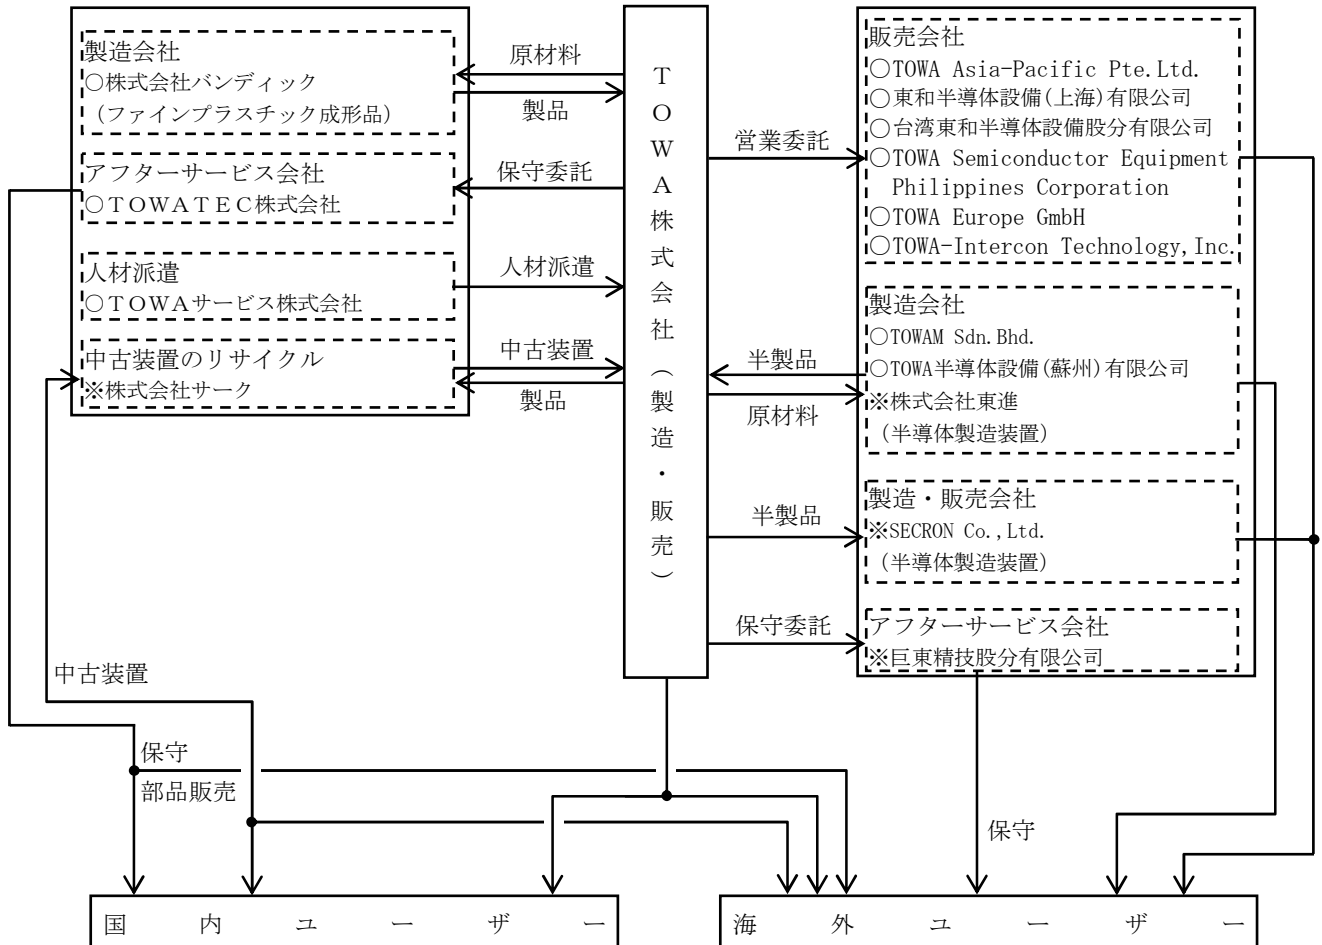 製造会社
○株式会社バンディック
（ファインプラスチック成形品）
アフターサービス会社
○ＴＯＷＡＴＥＣ株式会社
人材派遣
○ＴＯＷＡサービス株式会社
中古装置のリサイクル
※株式会社サーク
原材料
製品
保守委託
人材派遣
中古装置
製品
ＴＯＷＡ株式会社（製造・販売）
営業委託
半製品
原材料
半製品
保守委託
販売会社
○TOWA Asia-Pacific Pte.Ltd.
○東和半導体設備(上海)有限公司
○台湾東和半導体設備股分有限公司
○TOWA Semiconductor Equipment
Philippines Corporation
○TOWA Europe GmbH
○TOWA-Intercon Technology,Inc.
製造会社
○TOWAM Sdn.Bhd.
○TOWA半導体設備(蘇州)有限公司
※株式会社東進
（半導体製造装置）
製造・販売会社
※SECRON Co.,Ltd.
（半導体製造装置）
アフターサービス会社
※巨東精技股分有限公司
中古装置
保守
部品販売
保守
国内ユーザー
海外ユーザー